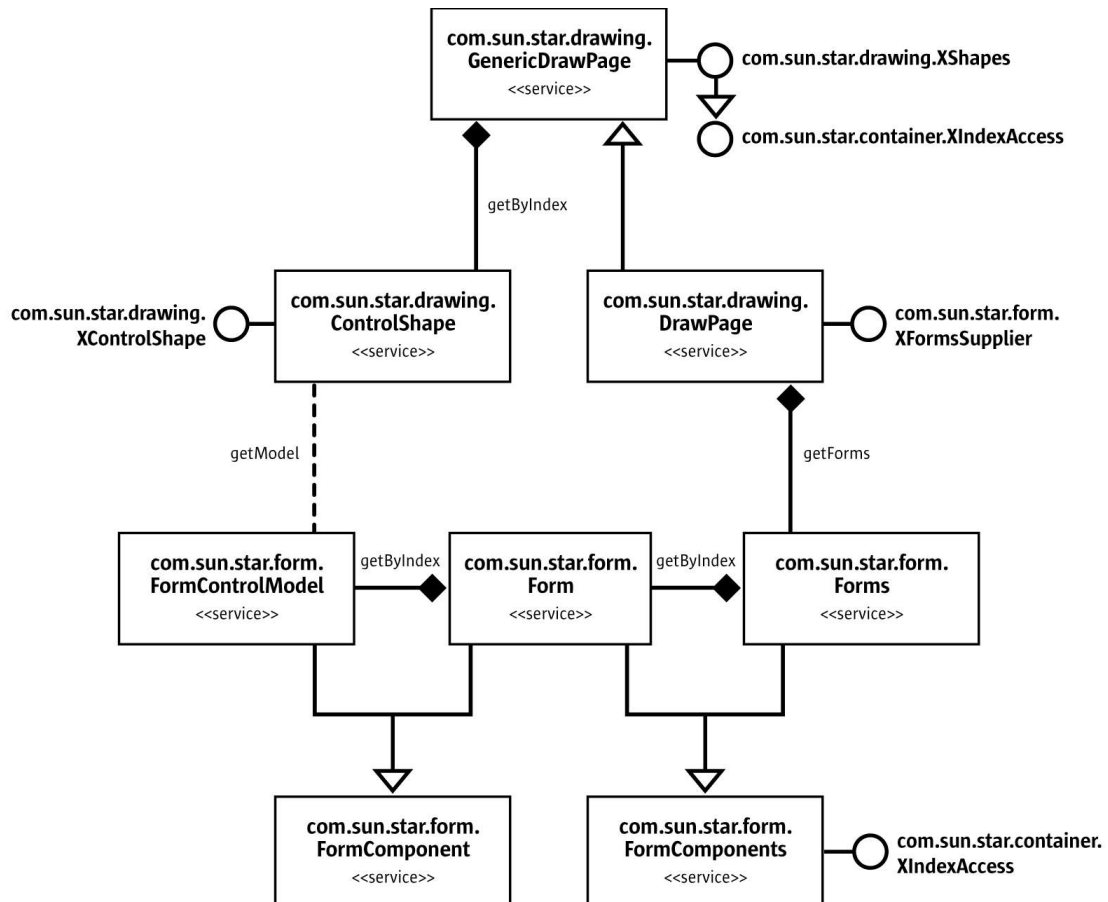 com.sun.star.drawing.
GenericDrawPage
<<service>>
com.sun.star.drawing.XShapes
com.sun.star.container.XIndexAccess
getByIndex
com.sun.star.drawing.
XControlShape
com.sun.star.drawing.
ControlShape
<<service>>
com.sun.star.drawing.
DrawPage
<<service>>
com.sun.star.form.
XFormsSupplier
getModel
getForms
com.sun.star.form.
FormControlModel
<<service>>
getByIndex
com.sun.star.form.
Form
<<service>>
getByIndex
com.sun.star.form.
Forms
<<service>>
com.sun.star.form.
FormComponent
<<service>>
com.sun.star.form.
FormComponents
<<service>>
com.sun.star.container.
XIndexAccess